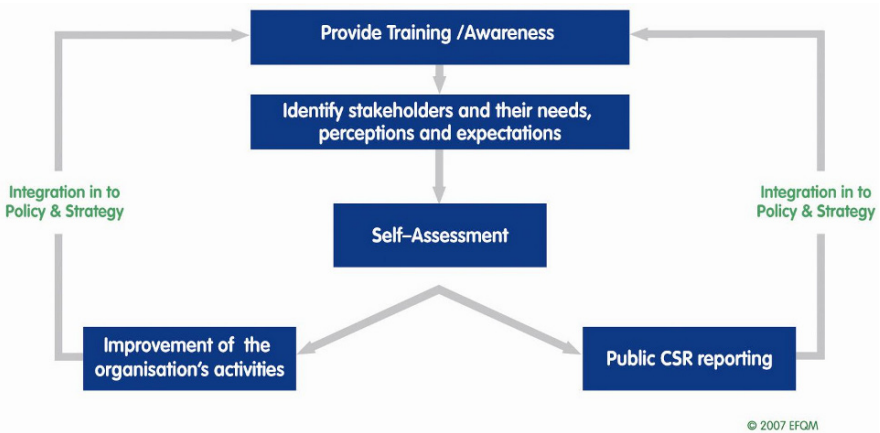 Provide Training /Awareness
Identify stakeholders and their needs,
perceptions and expectations
Integration in to
Policy & Strategy
Integration in to
Policy & Strategy
Self–Assessment
Improvement of the
organisation's activities
Public CSR reporting
© 2007 EFQM